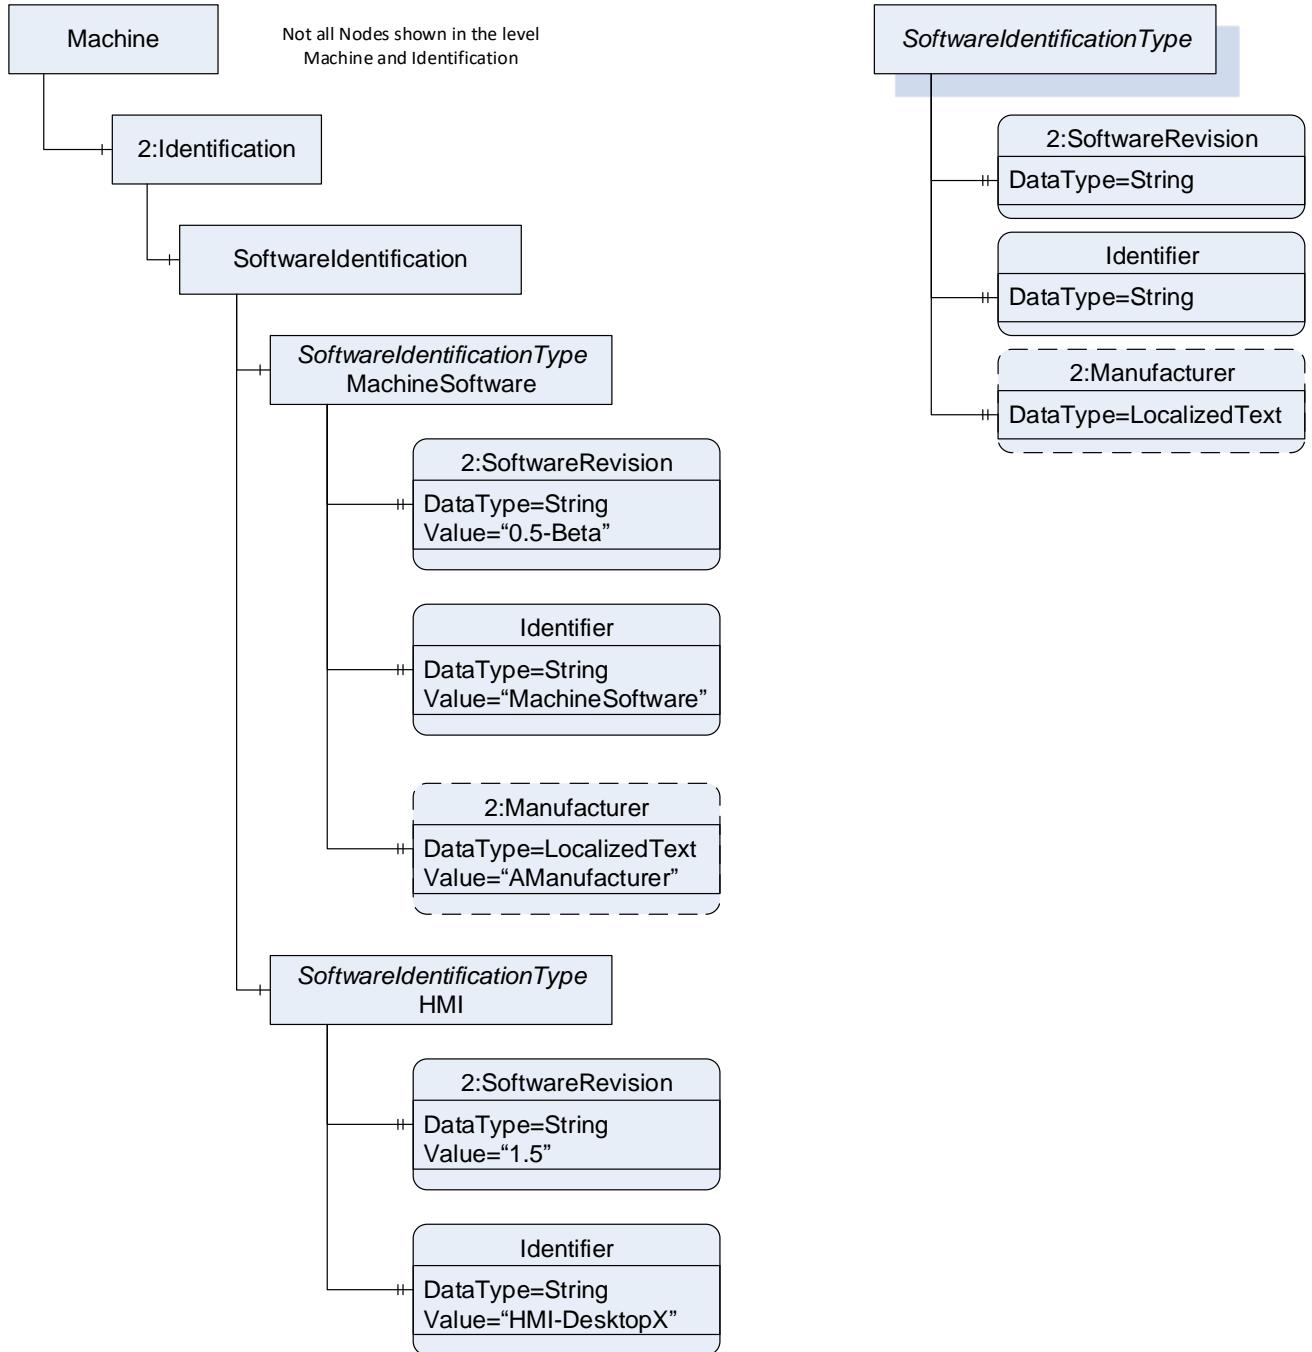 Machine
Not all Nodes shown in the level
Machine and Identification
2:Identification
SoftwareIdentification
SoftwareIdentificationType
MachineSoftware
2:SoftwareRevision
DataType=String
Value=“0.5-Beta”
Identifier
DataType=String
Value=“MachineSoftware”
2:Manufacturer
DataType=LocalizedText
Value=“AManufacturer”
SoftwareIdentificationType
HMI
2:SoftwareRevision
DataType=String
Value=“1.5”
Identifier
DataType=String
Value=“HMI-DesktopX”
SoftwareIdentificationType
2:SoftwareRevision
DataType=String
Identifier
DataType=String
2:Manufacturer
DataType=LocalizedText